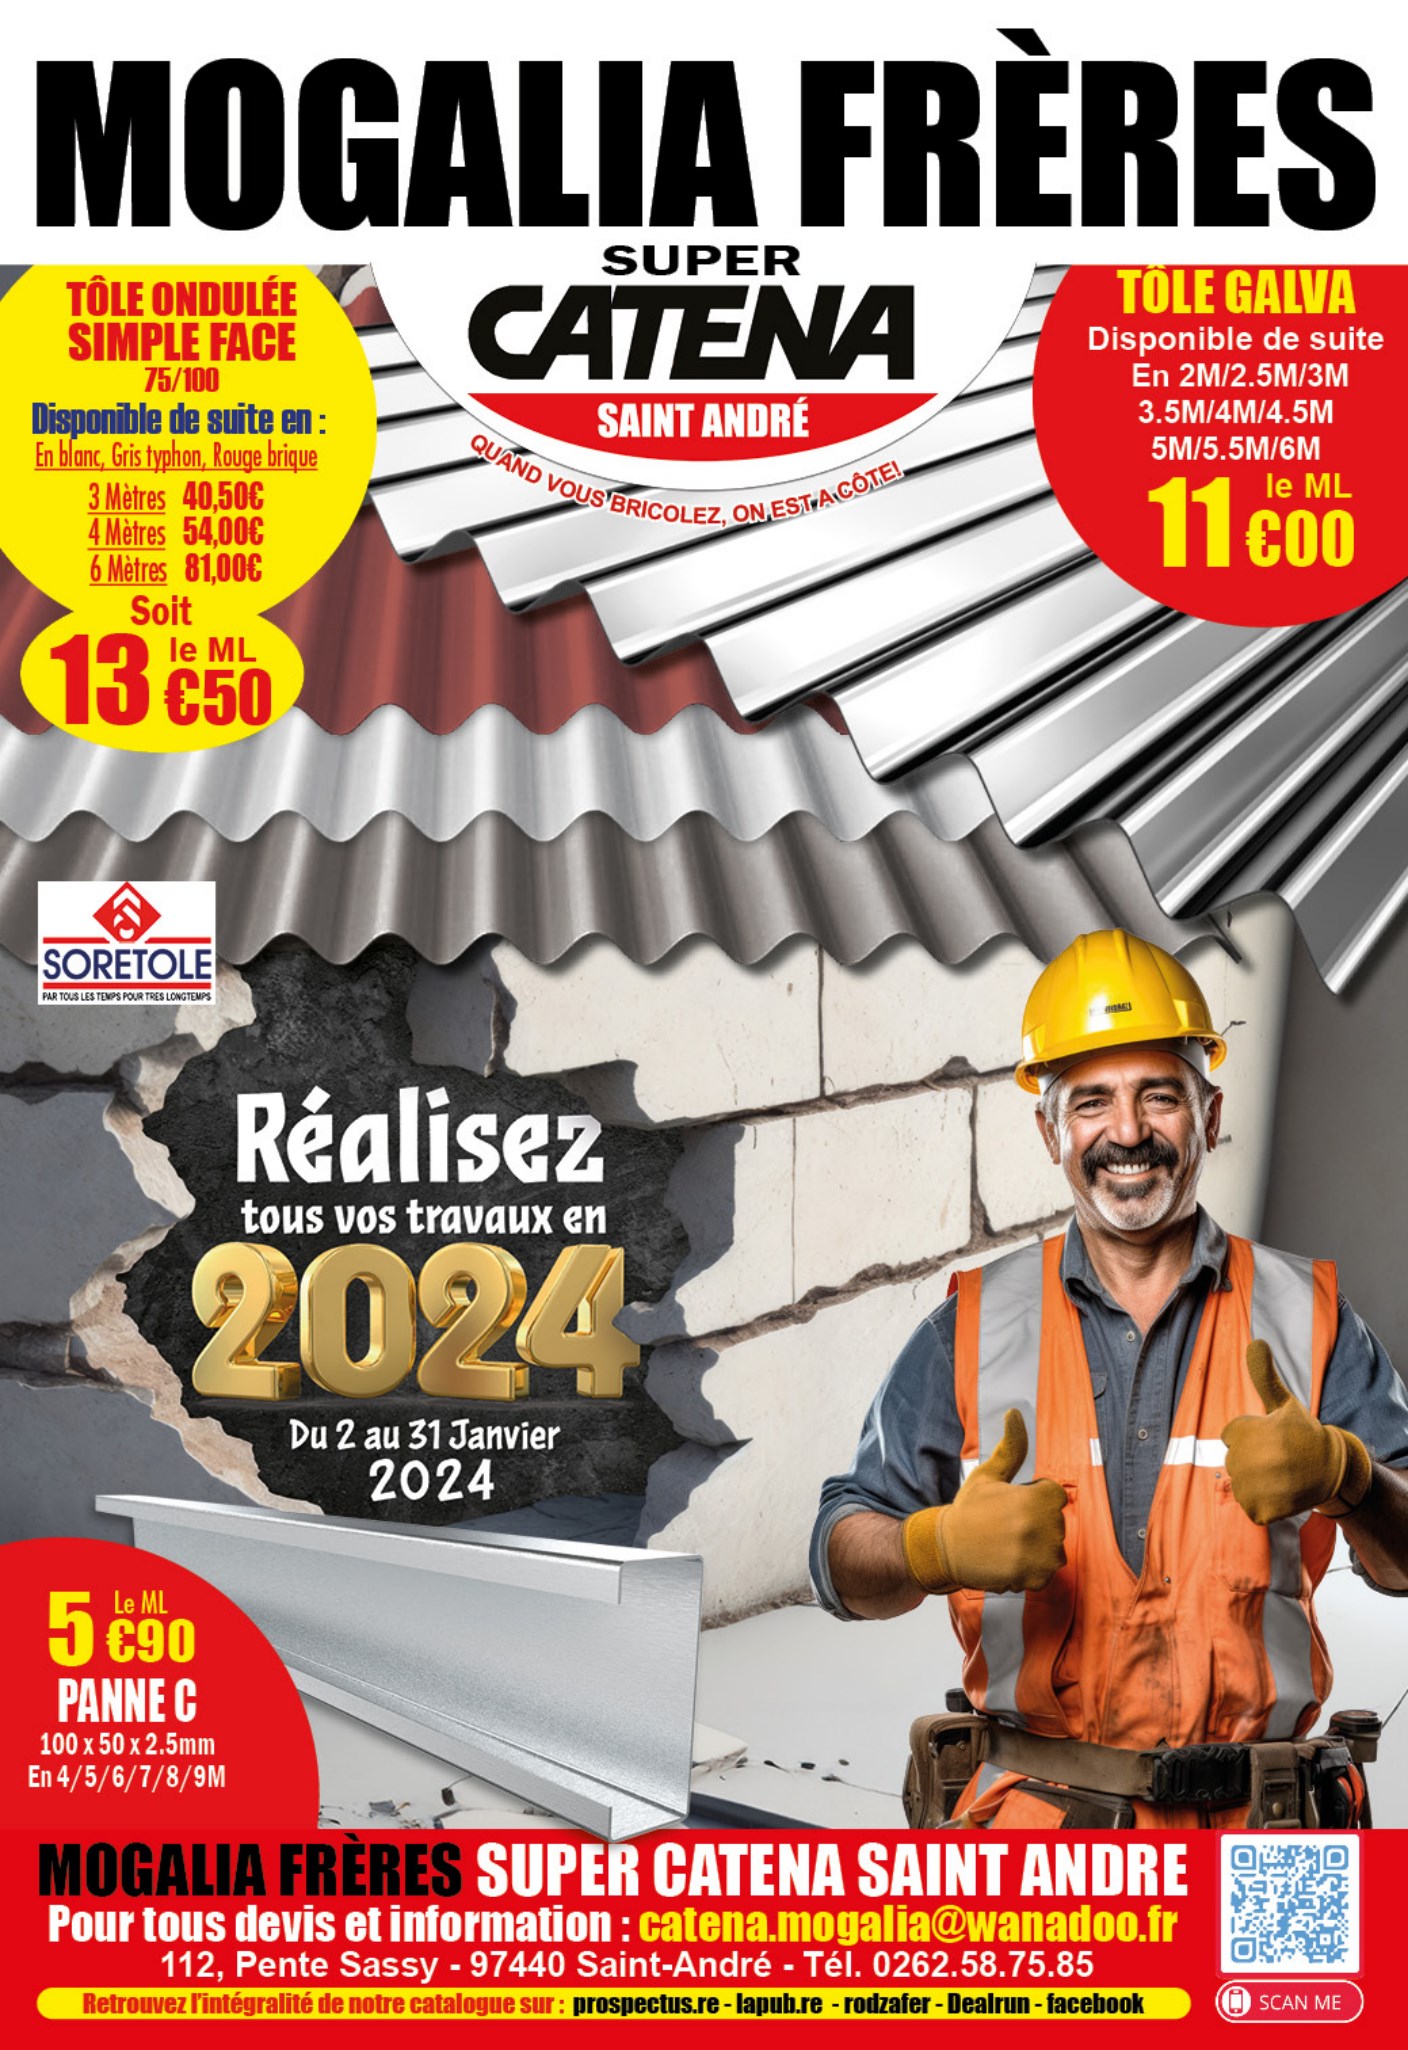 MOGALIA FRÈRES
SUPER
CATENA
SAINT ANDRÉ
QUAND VOUS BRICOLEZ, ON EST A CÔTE!
TÔLE ONDULÉE
SIMPLE FACE
75/100
Disponible de suite en :
En blanc, Gris typhon, Rouge brique
3 Mètres 40,50€
4 Mètres 54,00€
6 Mètres 81,00€
Soit
13€50 le ML
TÔLE GALVA
Disponible de suite
En 2M/2.5M/3M
3.5M/4M/4.5M
5M/5.5M/6M
11€00 le ML
SORETOLE
PAR TOUS LES TEMPS POUR TRES LONGTEMPS
Réalisez
tous vos travaux en
2024
Du 2 au 31 Janvier
2024
5€90 Le ML
PANNE C
100 x 50 x 2.5mm
En 4/5/6/7/8/9M
MOGALIA FRÈRES SUPER CATENA SAINT ANDRE
Pour tous devis et information : catena.mogalia@wanadoo.fr
112, Pente Sassy - 97440 Saint-André - Tél. 0262.58.75.85
Retrouvez l'intégralité de notre catalogue sur : prospectus.re - lapub.re - rodzafer - Dealrun - facebook
SCAN ME